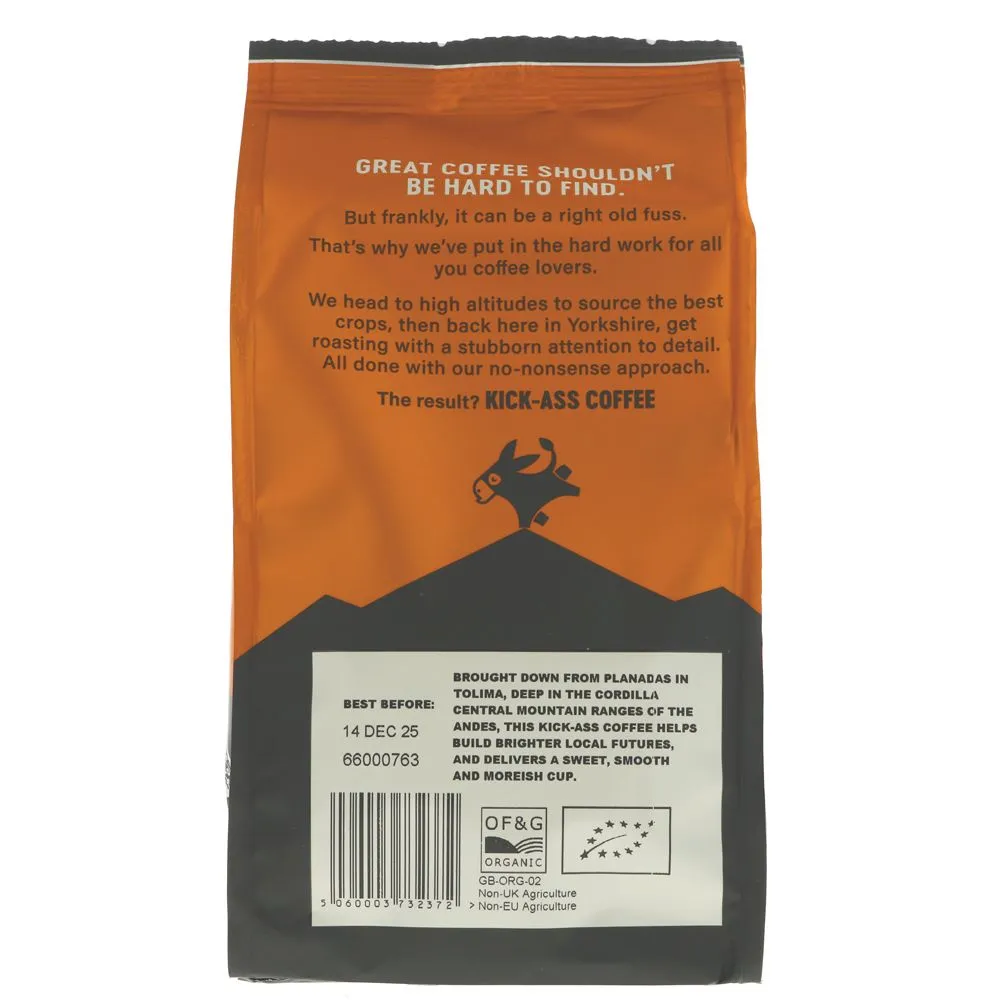 GREAT COFFEE SHOULDN'T
BE HARD TO FIND.
But frankly, it can be a right old fuss.
That's why we've put in the hard work for all
you coffee lovers.
We head to high altitudes to source the best
crops, then back here in Yorkshire, get
roasting with a stubborn attention to detail.
All done with our no-nonsense approach.
The result? KICK-ASS COFFEE
BEST BEFORE:
14 DEC 25
66000763
BROUGHT DOWN FROM PLANADAS IN
TOLIMA, DEEP IN THE CORDILLA
CENTRAL MOUNTAIN RANGES OF THE
ANDES, THIS KICK-ASS COFFEE HELPS
BUILD BRIGHTER LOCAL FUTURES,
AND DELIVERS A SWEET, SMOOTH
AND MOREISH CUP.
OF&G
ORGANIC
GB-ORG-02
Non-UK Agriculture
Non-EU Agriculture
5 060003 732372 >